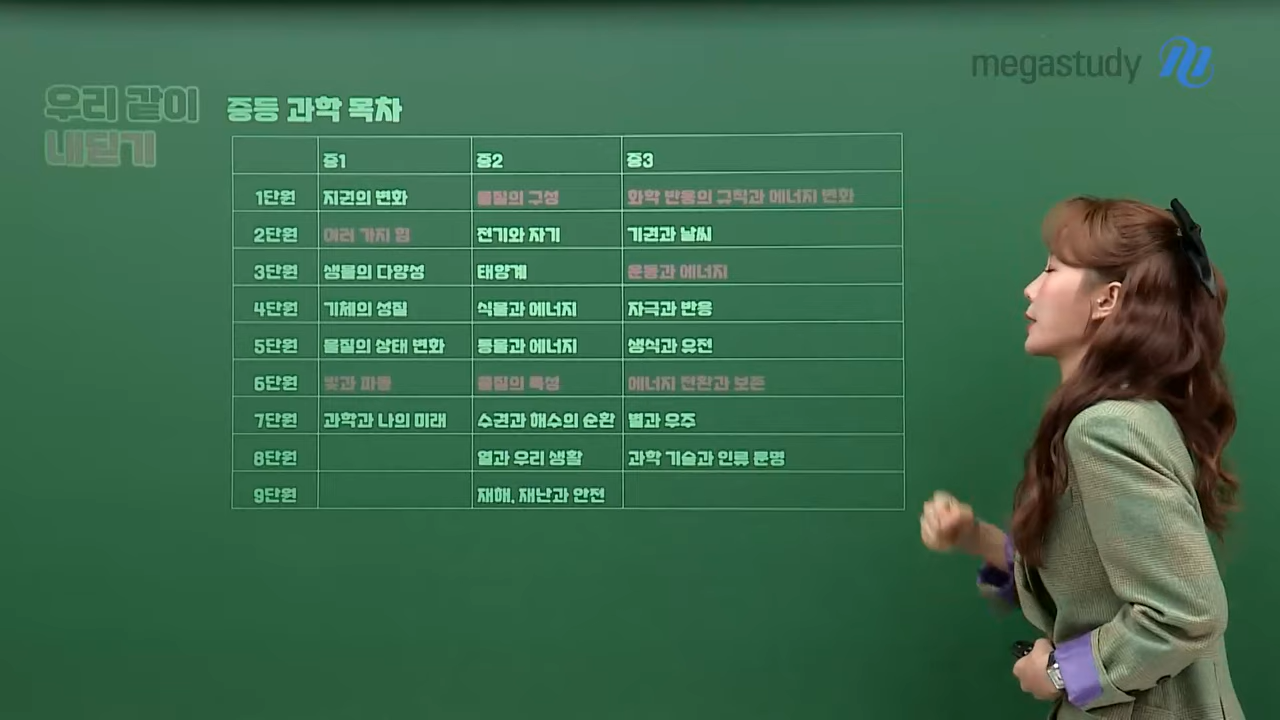 megastudy
우리 같이
내딛기
중등 과학 목차
중1 중2 중3
1단원 지권의 변화 물질의 구성 화학 반응의 규칙과 에너지 변화
2단원 여러 가지 힘 전기와 자기 기권과 날씨
3단원 생물의 다양성 태양계 운동과 에너지
4단원 기체의 성질 식물과 에너지 자극과 반응
5단원 물질의 상태 변화 동물과 에너지 생식과 유전
6단원 빛과 파동 물질의 특성 에너지 전환과 보존
7단원 과학과 나의 미래 수권과 해수의 순환 별과 우주
8단원 열과 우리 생활 과학 기술과 인류 문명
9단원 재해, 재난과 안전